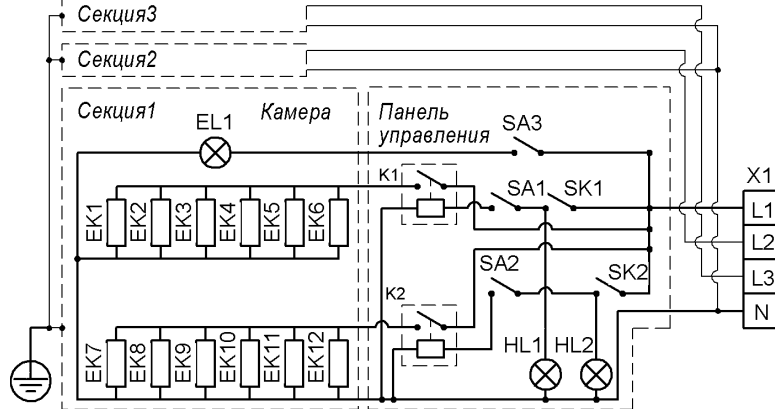 Секция3
Секция2
Секция1
Камера
Панель
управления
EL1
SA3
X1
K1
SA1
SK1
L1
EK1
EK2
EK3
EK4
EK5
EK6
L2
SA2
SK2
L3
K2
N
EK7
EK8
EK9
EK10
EK11
EK12
HL1
HL2